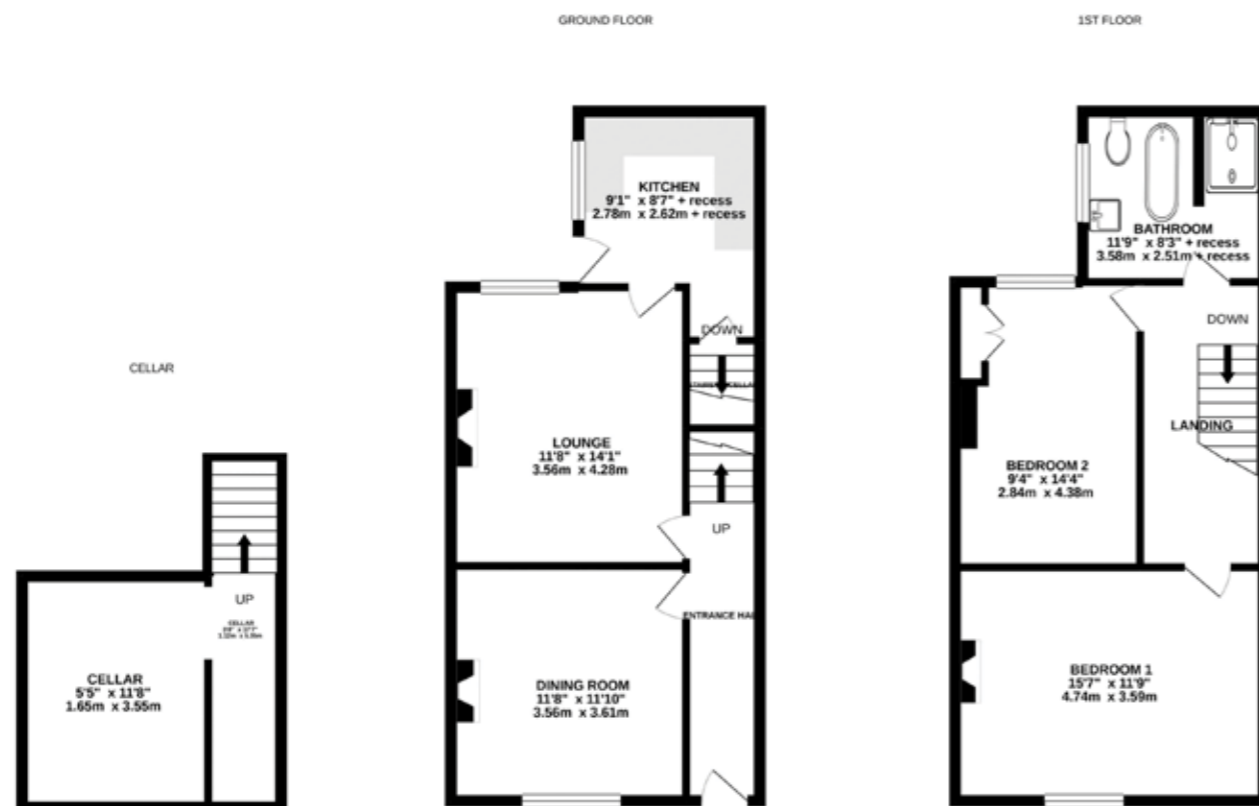 GROUND FLOOR
1ST FLOOR
CELLAR
KITCHEN
9'1" x 8'7" + recess
2.78m x 2.62m + recess
DOWN
LOUNGE
11'8" x 14'1"
3.56m x 4.28m
UP
ENTRANCE HAL
DINING ROOM
11'8" x 11'10"
3.56m x 3.61m
BATHROOM
11'9" x 8'3" + recess
3.58m x 2.51m + recess
DOWN
LANDING
BEDROOM 2
9'4" x 14'4"
2.84m x 4.38m
BEDROOM 1
15'7" x 11'9"
4.74m x 3.59m
UP
CELLAR
CELLAR
5'5" x 11'8"
1.65m x 3.55m